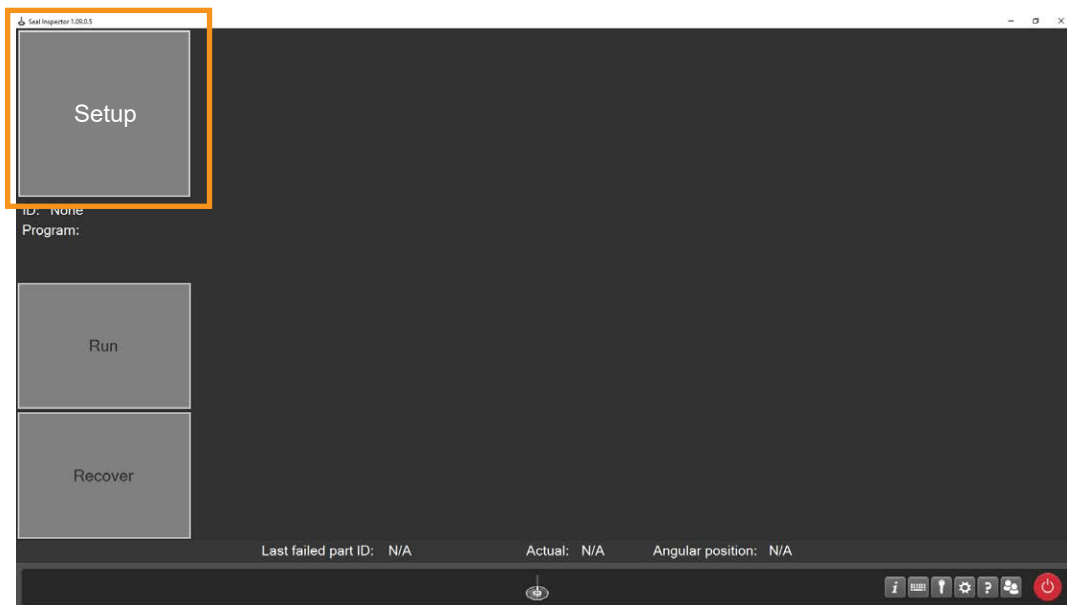 Seal Inspector 1.09.0.5
Setup
ID: None
Program:
Run
Recover
Last failed part ID: N/A Actual: N/A Angular position: N/A